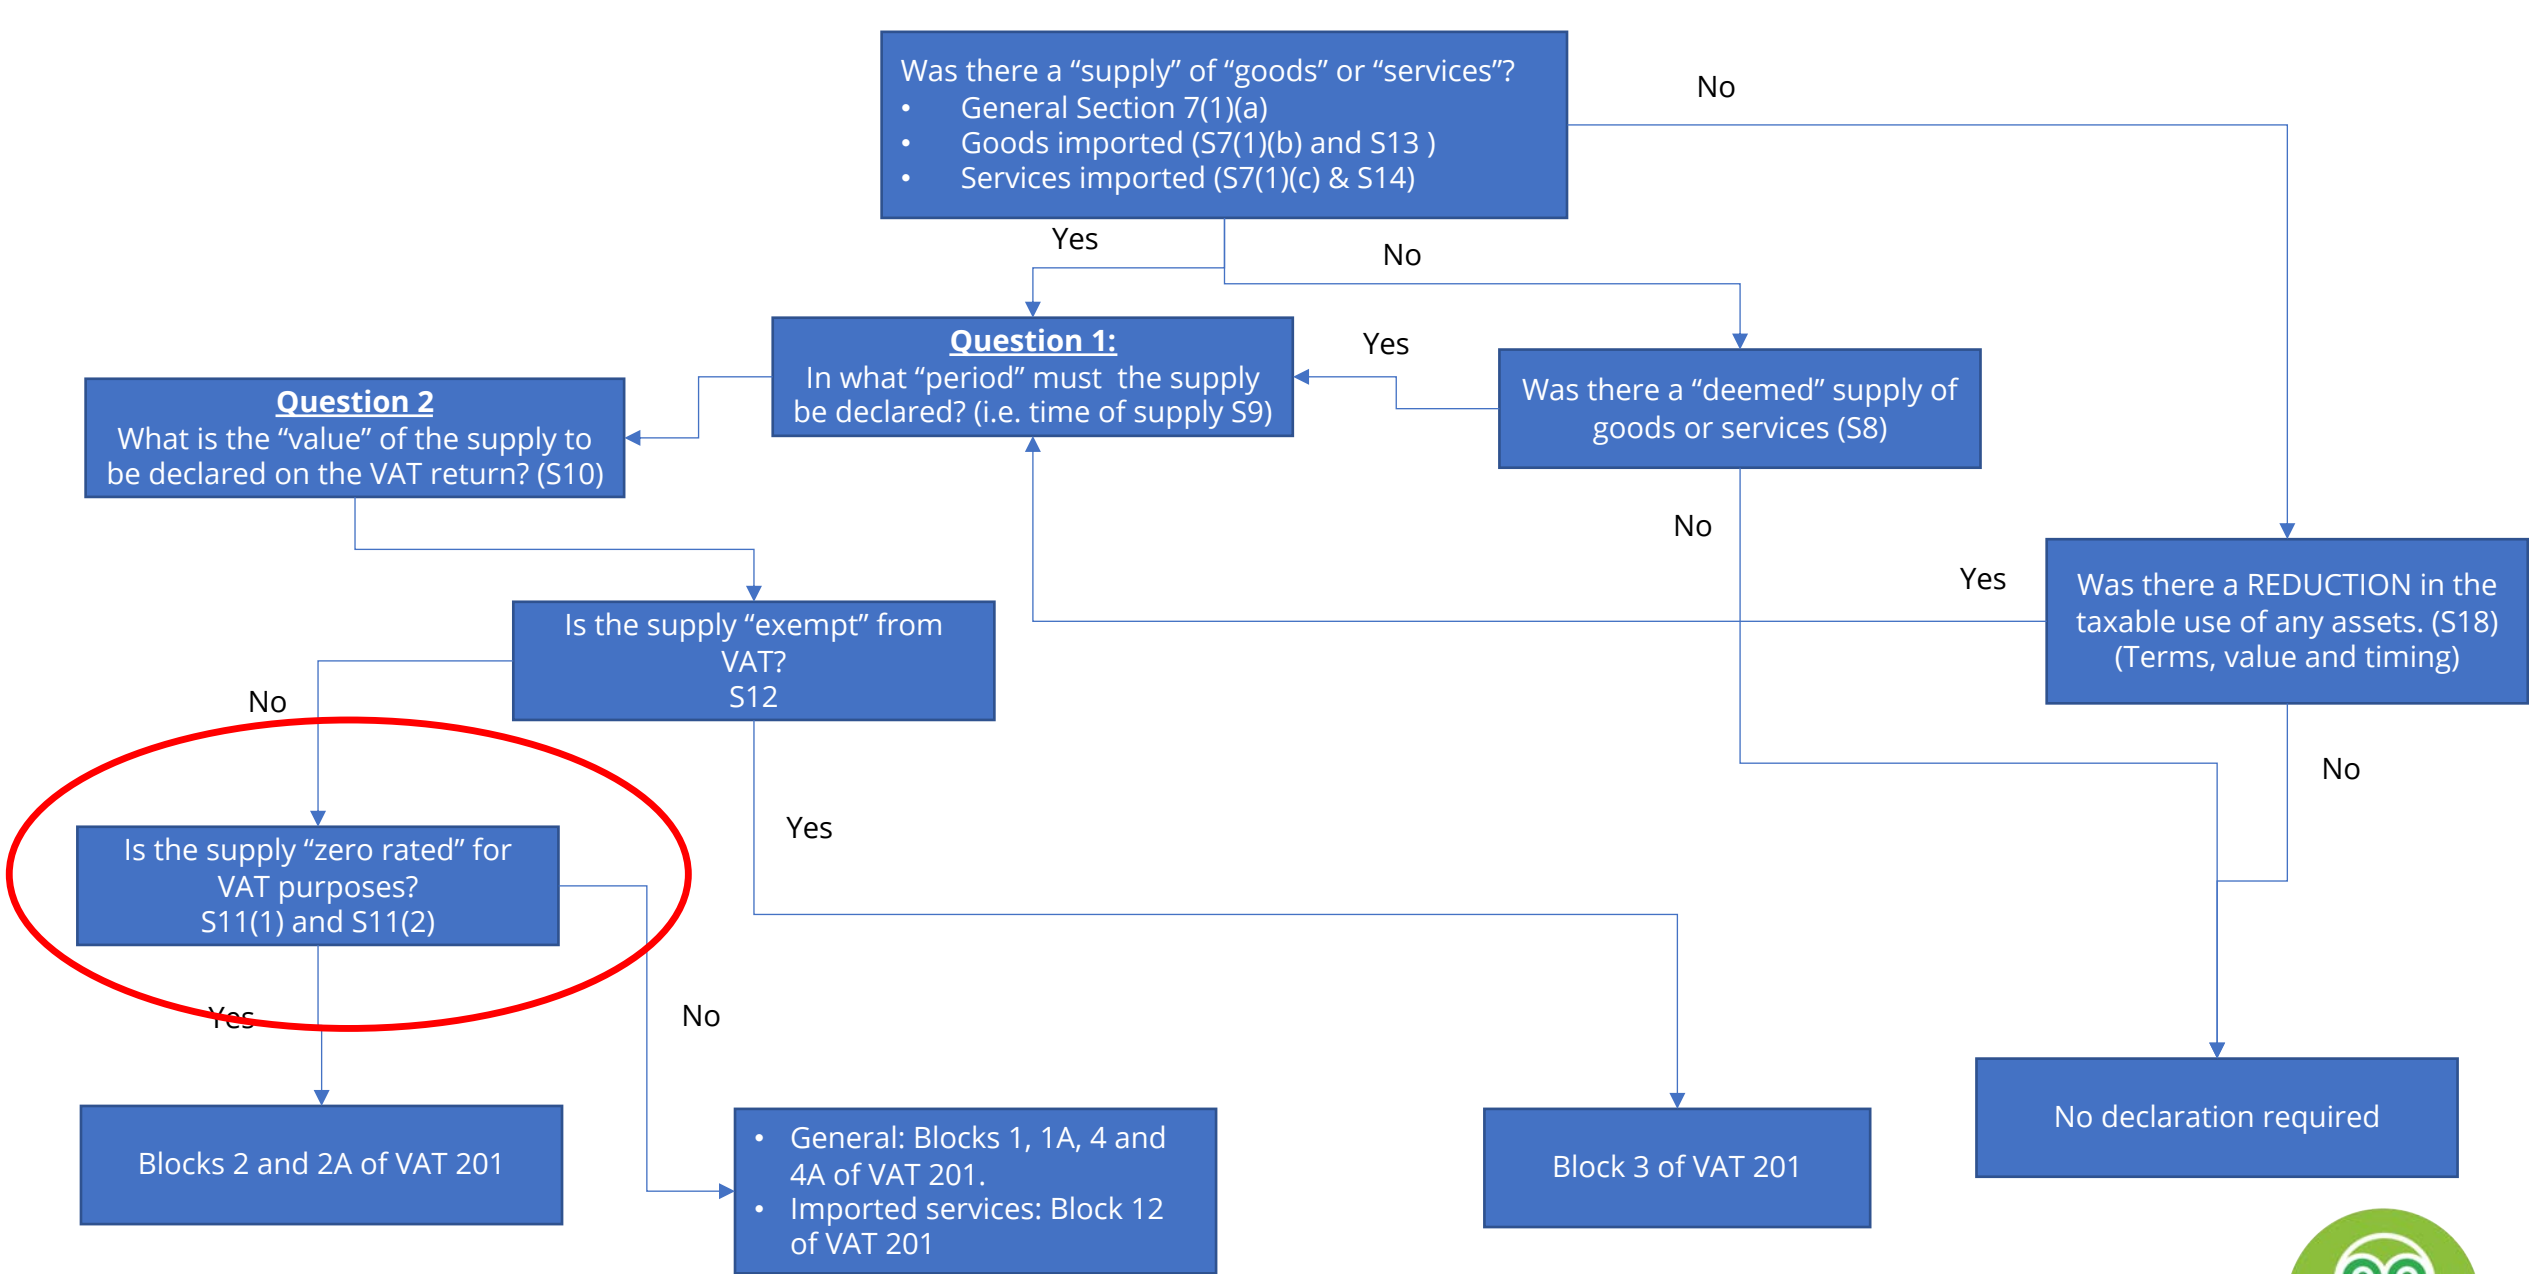 Was there a “supply” of “goods” or “services”?
• General Section 7(1)(a)
• Goods imported (S7(1)(b) and S13 )
• Services imported (S7(1)(c) & S14)
No
Yes
No
Question 1:
In what “period” must the supply
be declared? (i.e. time of supply S9)
Yes
Was there a “deemed” supply of
goods or services (S8)
Question 2
What is the “value” of the supply to
be declared on the VAT return? (S10)
No
Yes
Was there a REDUCTION in the
taxable use of any assets. (S18)
(Terms, value and timing)
Is the supply “exempt” from
VAT?
S12
No
No
Yes
Is the supply “zero rated” for
VAT purposes?
S11(1) and S11(2)
Yes
No
Blocks 2 and 2A of VAT 201
• General: Blocks 1, 1A, 4 and
4A of VAT 201.
• Imported services: Block 12
of VAT 201
Block 3 of VAT 201
No declaration required